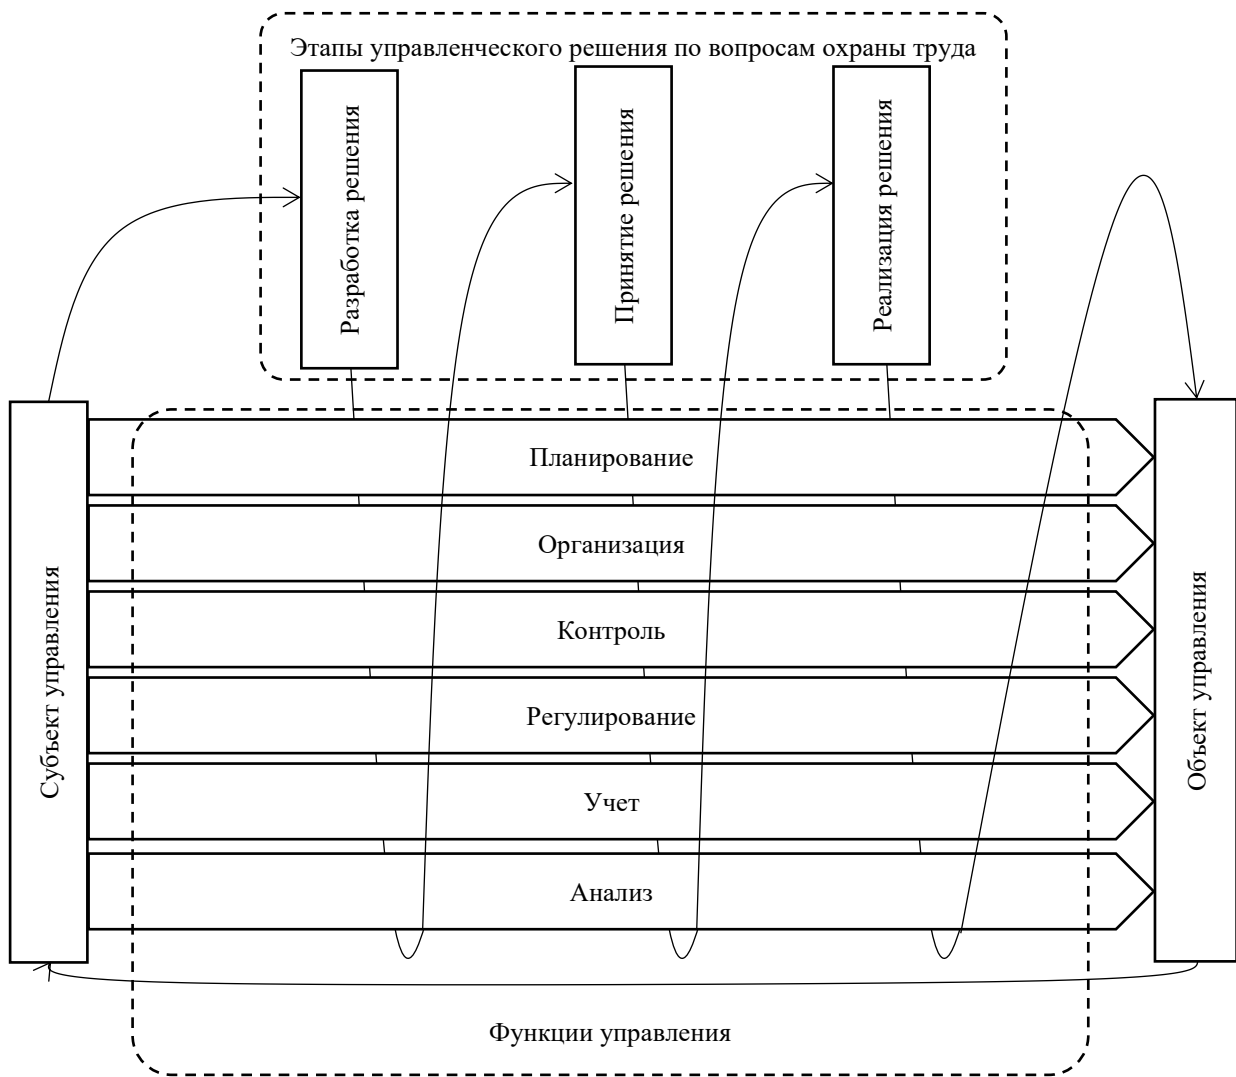 Этапы управленческого решения по вопросам охраны труда
Разработка решения
Принятие решения
Реализация решения
Субъект управления
Планирование
Организация
Контроль
Регулирование
Учет
Анализ
Объект управления
Функции управления